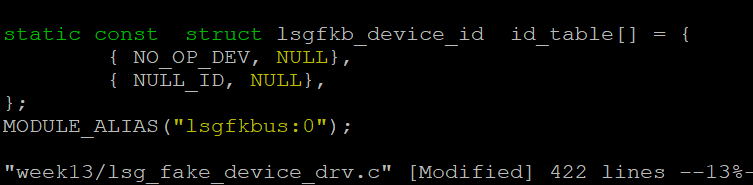 static const  struct lsgfkb_device_id  id_table[] = {
        { NO_OP_DEV, NULL},
        { NULL_ID, NULL},
};
MODULE_ALIAS("lsgfkbus:0");
"week13/lsg_fake_device_drv.c" [Modified] 422 lines --13%-